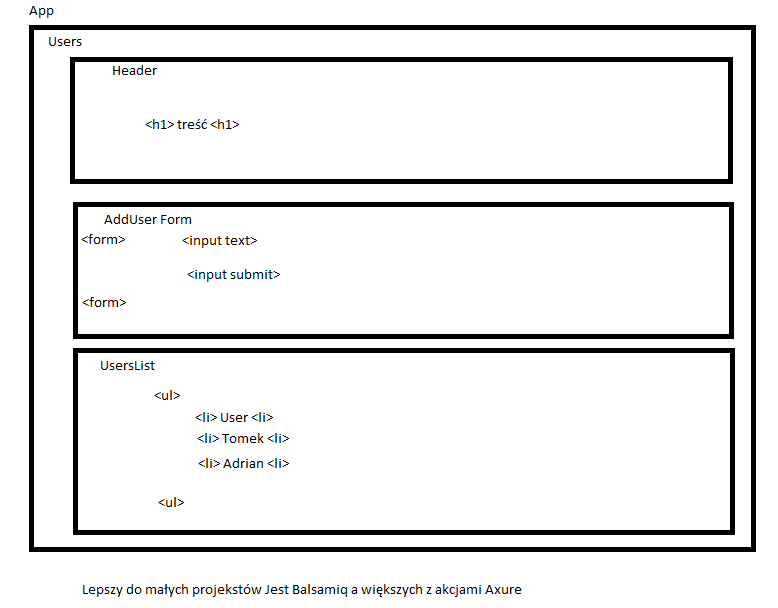 App
Users
Header
<h1> treść <h1>
AddUser Form
<form> <input text>
<input submit>
<form>
UsersList
<ul>
<li> User <li>
<li> Tomek <li>
<li> Adrian <li>
<ul>
Lepszy do małych projekstów Jest Balsamiq a większych z akcjami Axure